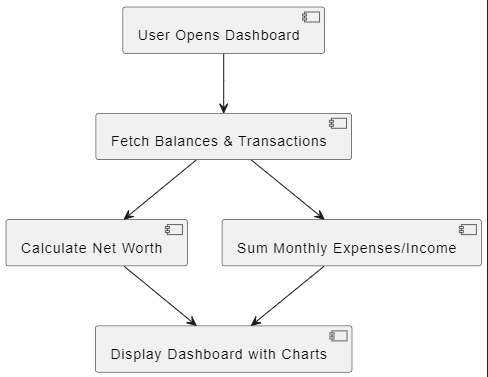 User Opens Dashboard
Fetch Balances & Transactions
Calculate Net Worth
Sum Monthly Expenses/Income
Display Dashboard with Charts